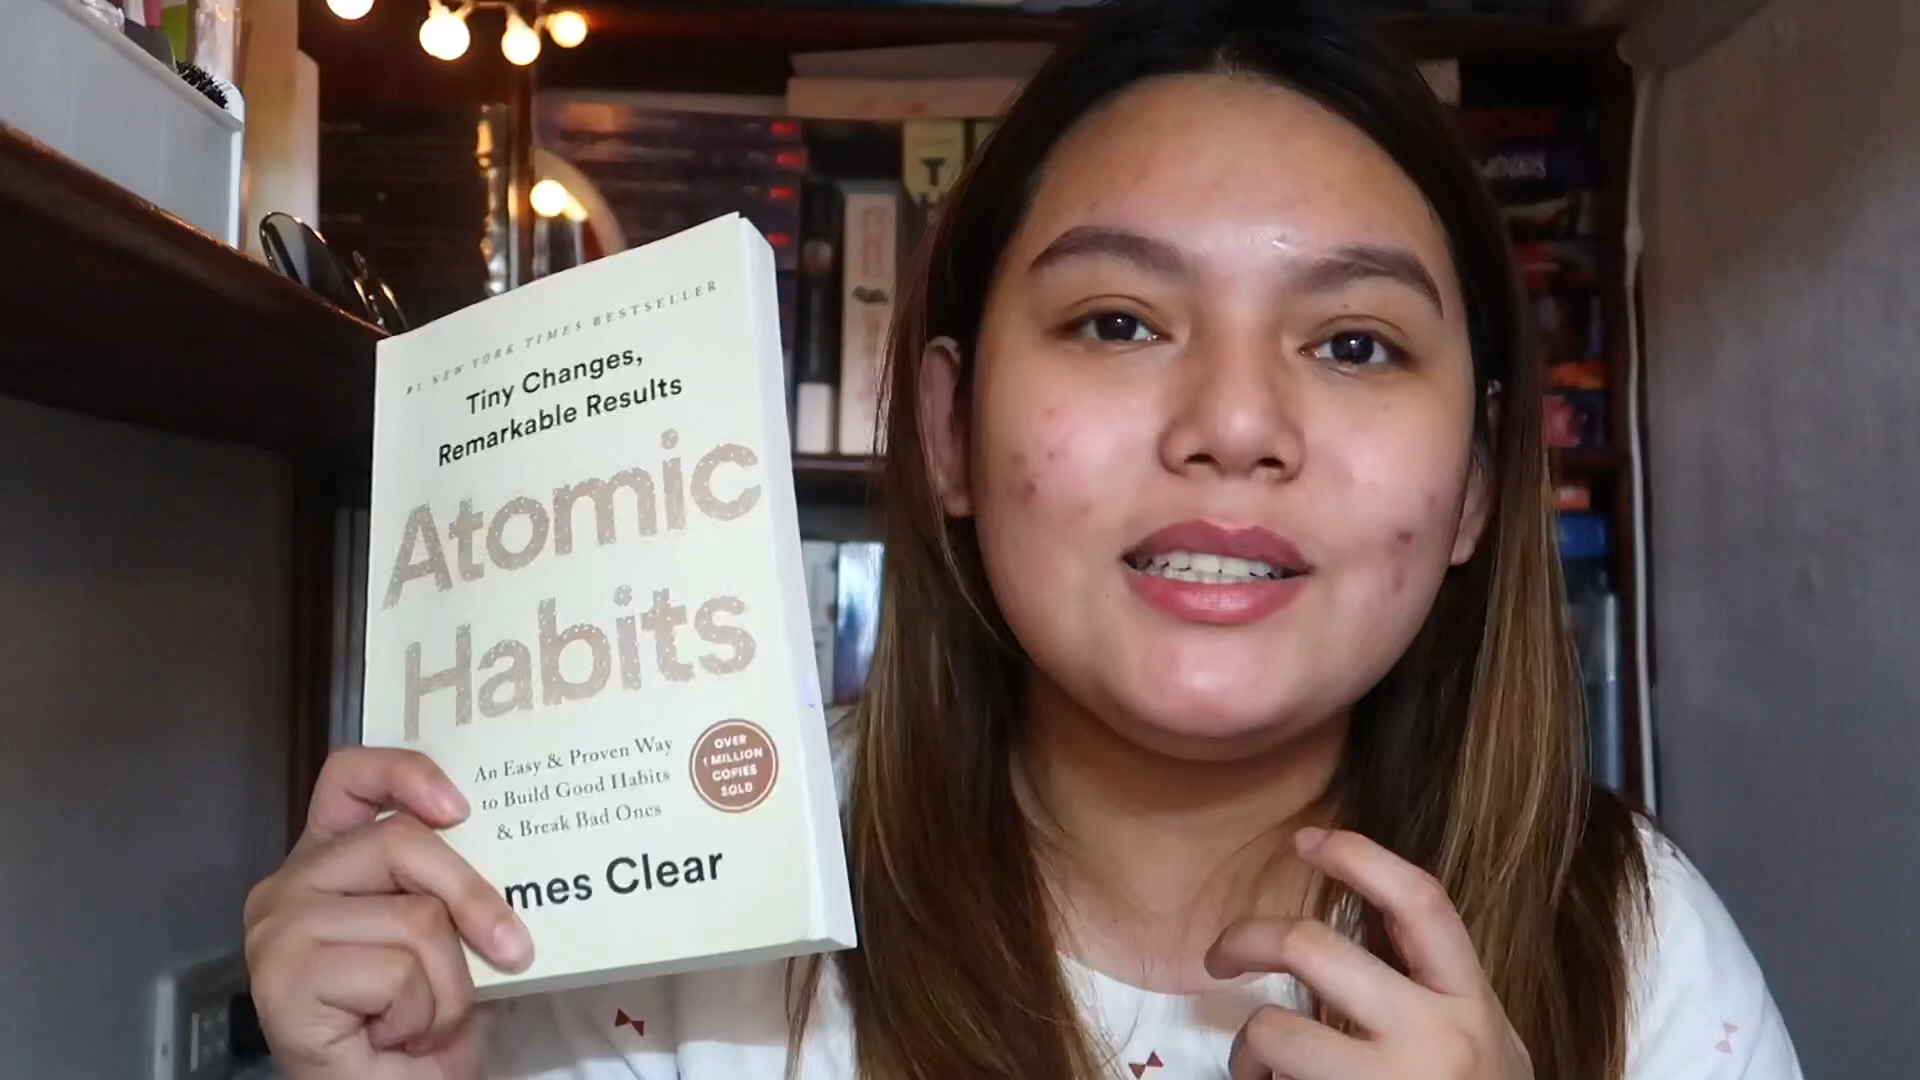 #1 NEW YORK TIMES BESTSELLER
Tiny Changes,
Remarkable Results
Atomic
Habits
An Easy & Proven Way
to Build Good Habits
& Break Bad Ones
OVER
1 MILLION
COPIES
SOLD
mes Clear